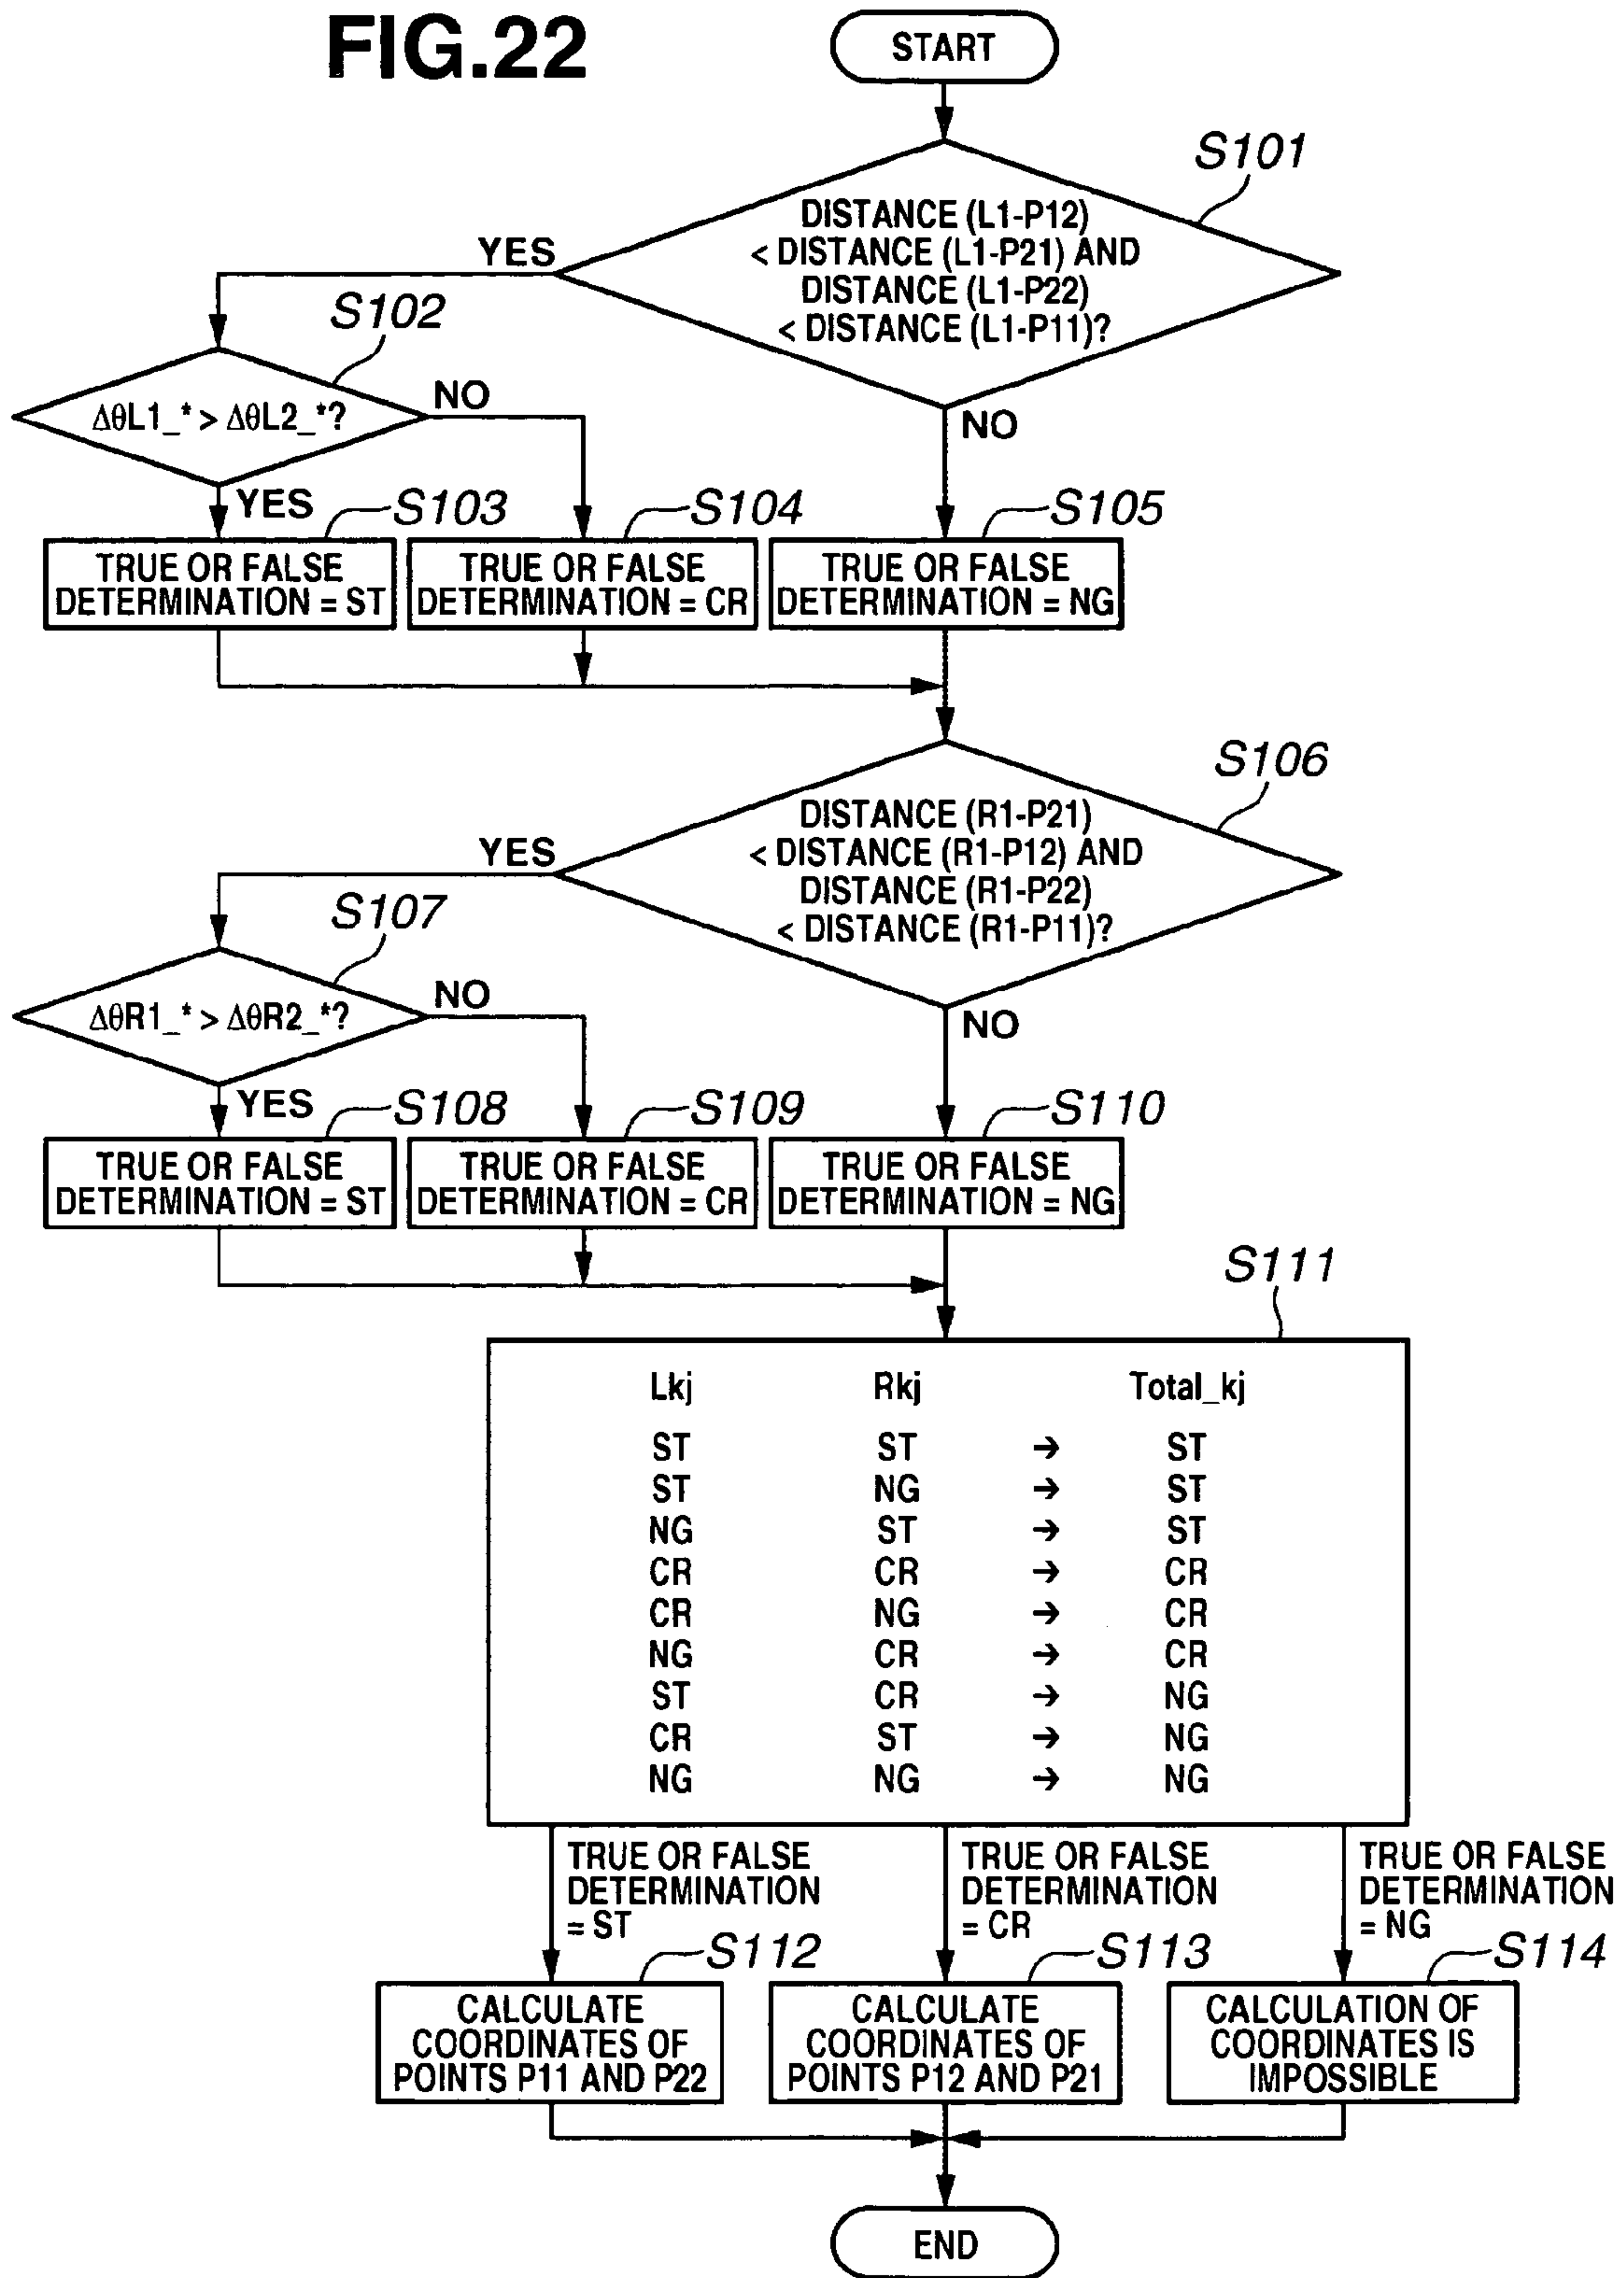 FIG.22
START
S101
DISTANCE (L1-P12)
< DISTANCE (L1-P21) AND
DISTANCE (L1-P22)
< DISTANCE (L1-P11)?
YES
NO
S102
ΔθL1_* > ΔθL2_*?
NO
YES
S103
TRUE OR FALSE
DETERMINATION = ST
S104
TRUE OR FALSE
DETERMINATION = CR
S105
TRUE OR FALSE
DETERMINATION = NG
S106
DISTANCE (R1-P21)
< DISTANCE (R1-P12) AND
DISTANCE (R1-P22)
< DISTANCE (R1-P11)?
YES
NO
S107
ΔθR1_* > ΔθR2_*?
NO
YES
S108
TRUE OR FALSE
DETERMINATION = ST
S109
TRUE OR FALSE
DETERMINATION = CR
S110
TRUE OR FALSE
DETERMINATION = NG
S111
Lkj Rkj Total_kj
ST ST → ST
ST NG → ST
NG ST → ST
CR CR → CR
CR NG → CR
NG CR → CR
ST CR → NG
CR ST → NG
NG NG → NG
TRUE OR FALSE
DETERMINATION
= ST
TRUE OR FALSE
DETERMINATION
= CR
TRUE OR FALSE
DETERMINATION
= NG
S112
CALCULATE
COORDINATES OF
POINTS P11 AND P22
S113
CALCULATE
COORDINATES OF
POINTS P12 AND P21
S114
CALCULATION OF
COORDINATES IS
IMPOSSIBLE
END